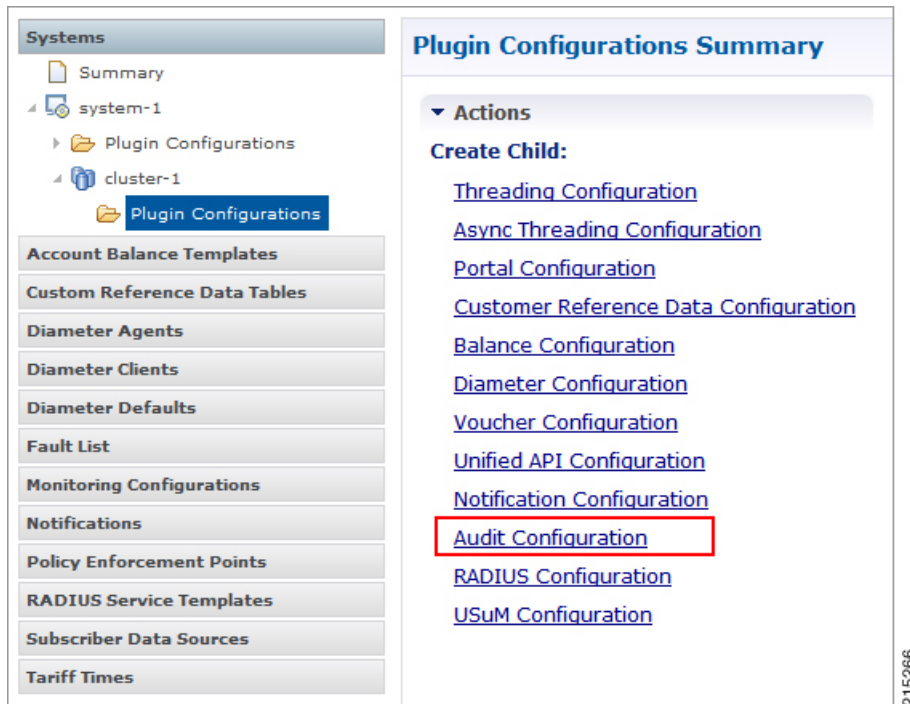 Systems
Summary
system-1
Plugin Configurations
cluster-1
Plugin Configurations
Account Balance Templates
Custom Reference Data Tables
Diameter Agents
Diameter Clients
Diameter Defaults
Fault List
Monitoring Configurations
Notifications
Policy Enforcement Points
RADIUS Service Templates
Subscriber Data Sources
Tariff Times
Plugin Configurations Summary
Actions
Create Child:
Threading Configuration
Async Threading Configuration
Portal Configuration
Customer Reference Data Configuration
Balance Configuration
Diameter Configuration
Voucher Configuration
Unified API Configuration
Notification Configuration
Audit Configuration
RADIUS Configuration
USuM Configuration